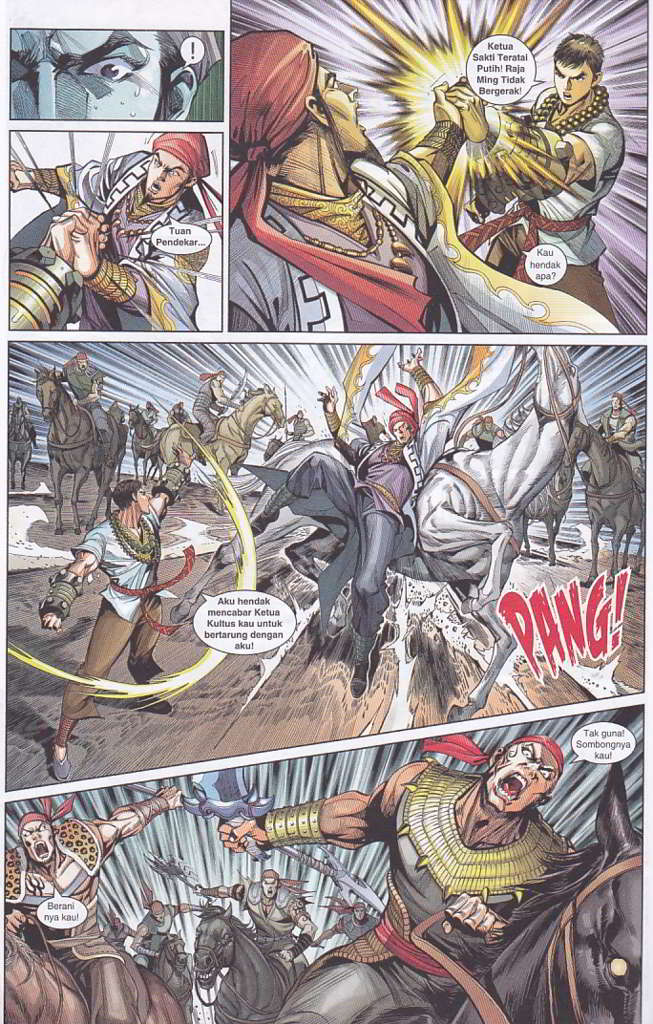 !
Ketua
Sakti Teratai
Putih! Raja
Ming Tidak
Bergerak!
Tuan
Pendekar...
Kau
hendak
apa?
Aku hendak
mencabar Ketua
Kultus kau untuk
bertarung dengan
aku!
PANG!
Tak guna!
Sombongnya
kau!
Berani
nya kau!